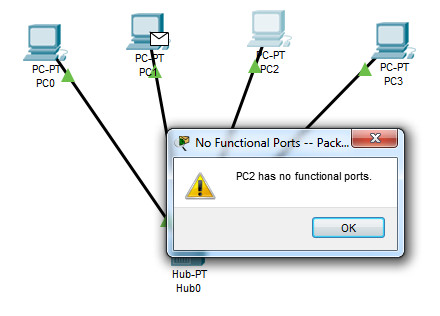 PC-PT
PC0
PC-PT
PC1
PC-PT
PC2
PC-PT
PC3
No Functional Ports -- Pack...
PC2 has no functional ports.
OK
Hub-PT
Hub0